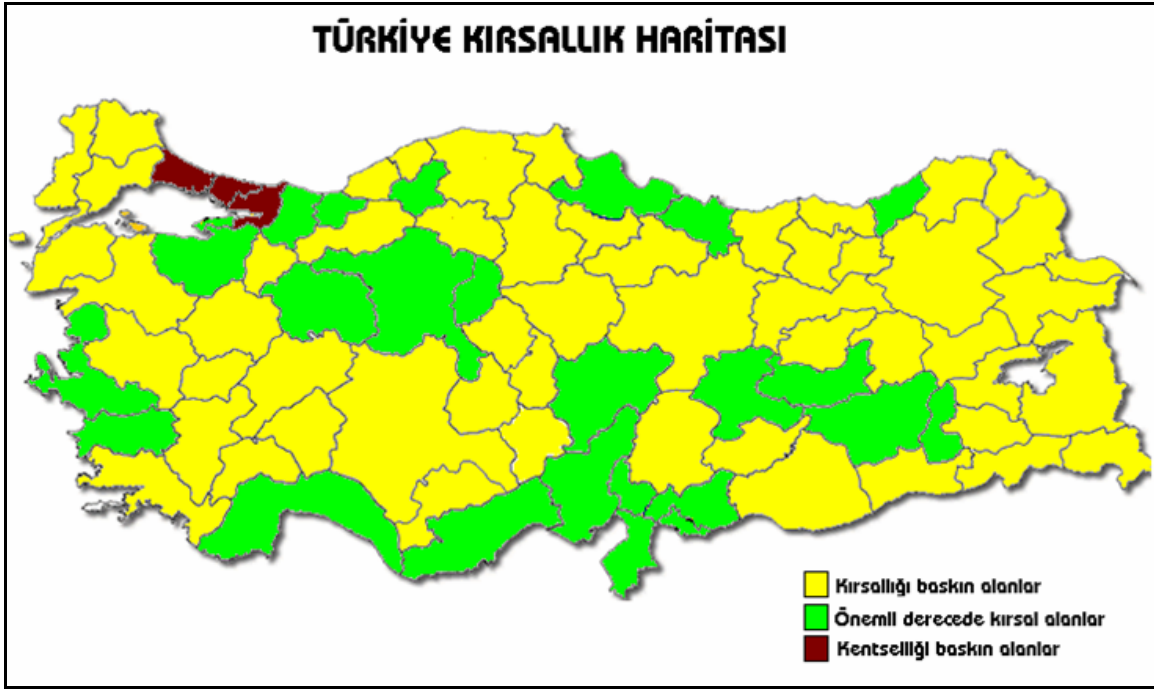 TÜRKİYE KIRSALLIK HARİTASI
Kırsallığı baskın alanlar
Önemli derecede kırsal alanlar
Kentselliği baskın alanlar